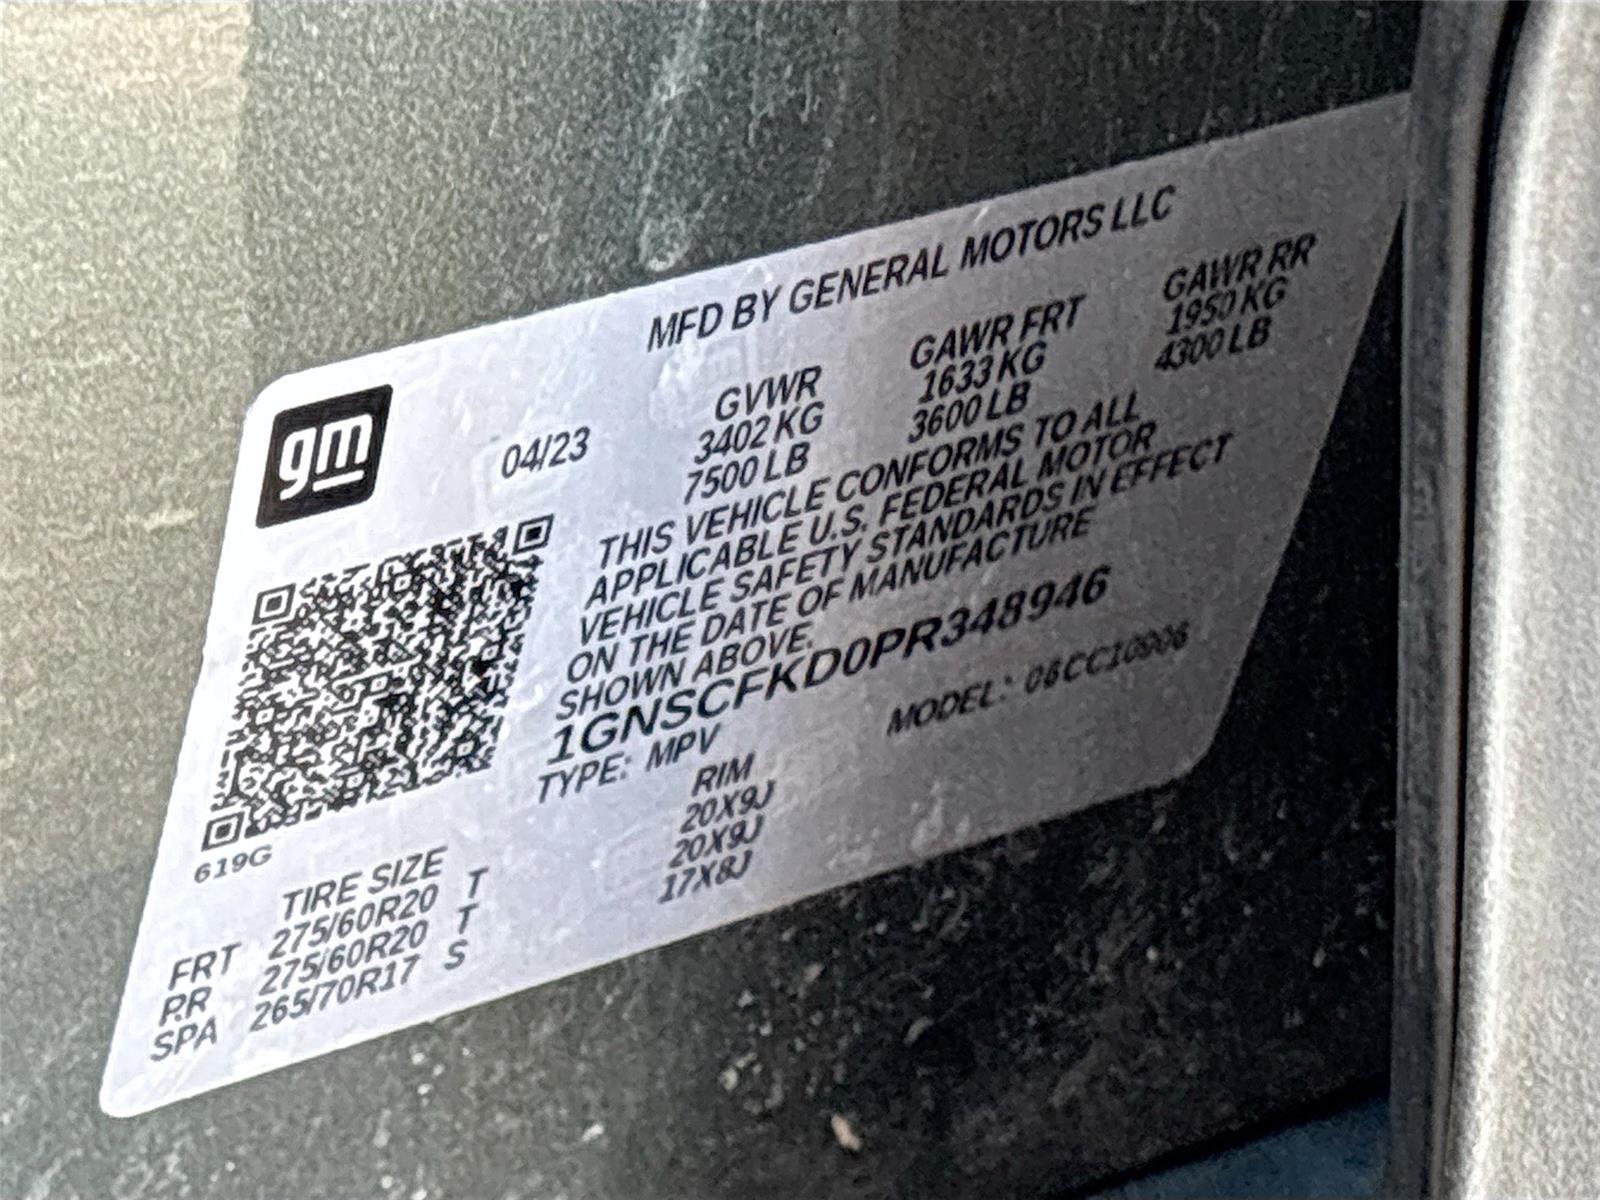 MFD BY GENERAL MOTORS LLC
gm
04/23
GVWR GAWR FRT GAWR RR
3402 KG 1633 KG 1950 KG
7500 LB 3600 LB 4300 LB
THIS VEHICLE CONFORMS TO ALL
APPLICABLE U.S. FEDERAL MOTOR
VEHICLE SAFETY STANDARDS IN EFFECT
ON THE DATE OF MANUFACTURE
SHOWN ABOVE.
1GNSCFKD0PR348946
TYPE: MPV MODEL: 06CC10906
619G
TIRE SIZE RIM
FRT 275/60R20 T 20X9J
RR 275/60R20 T 20X9J
SPA 265/70R17 S 17X8J